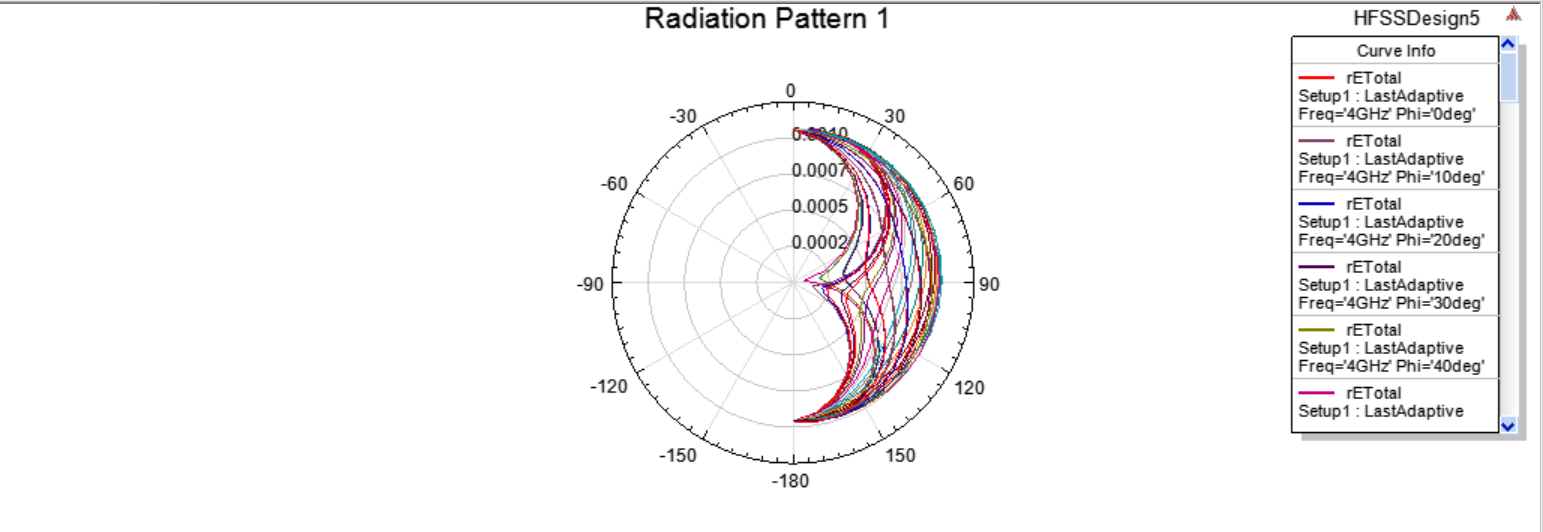 Radiation Pattern 1
HFSSDesign5
Curve Info
rETotal
Setup1 : LastAdaptive
Freq='4GHz' Phi='0deg'
rETotal
Setup1 : LastAdaptive
Freq='4GHz' Phi='10deg'
rETotal
Setup1 : LastAdaptive
Freq='4GHz' Phi='20deg'
rETotal
Setup1 : LastAdaptive
Freq='4GHz' Phi='30deg'
rETotal
Setup1 : LastAdaptive
Freq='4GHz' Phi='40deg'
rETotal
Setup1 : LastAdaptive
0
-30
30
0.0010
-60
0.0007
60
0.0005
0.0002
-90
90
-120
120
-150
150
-180